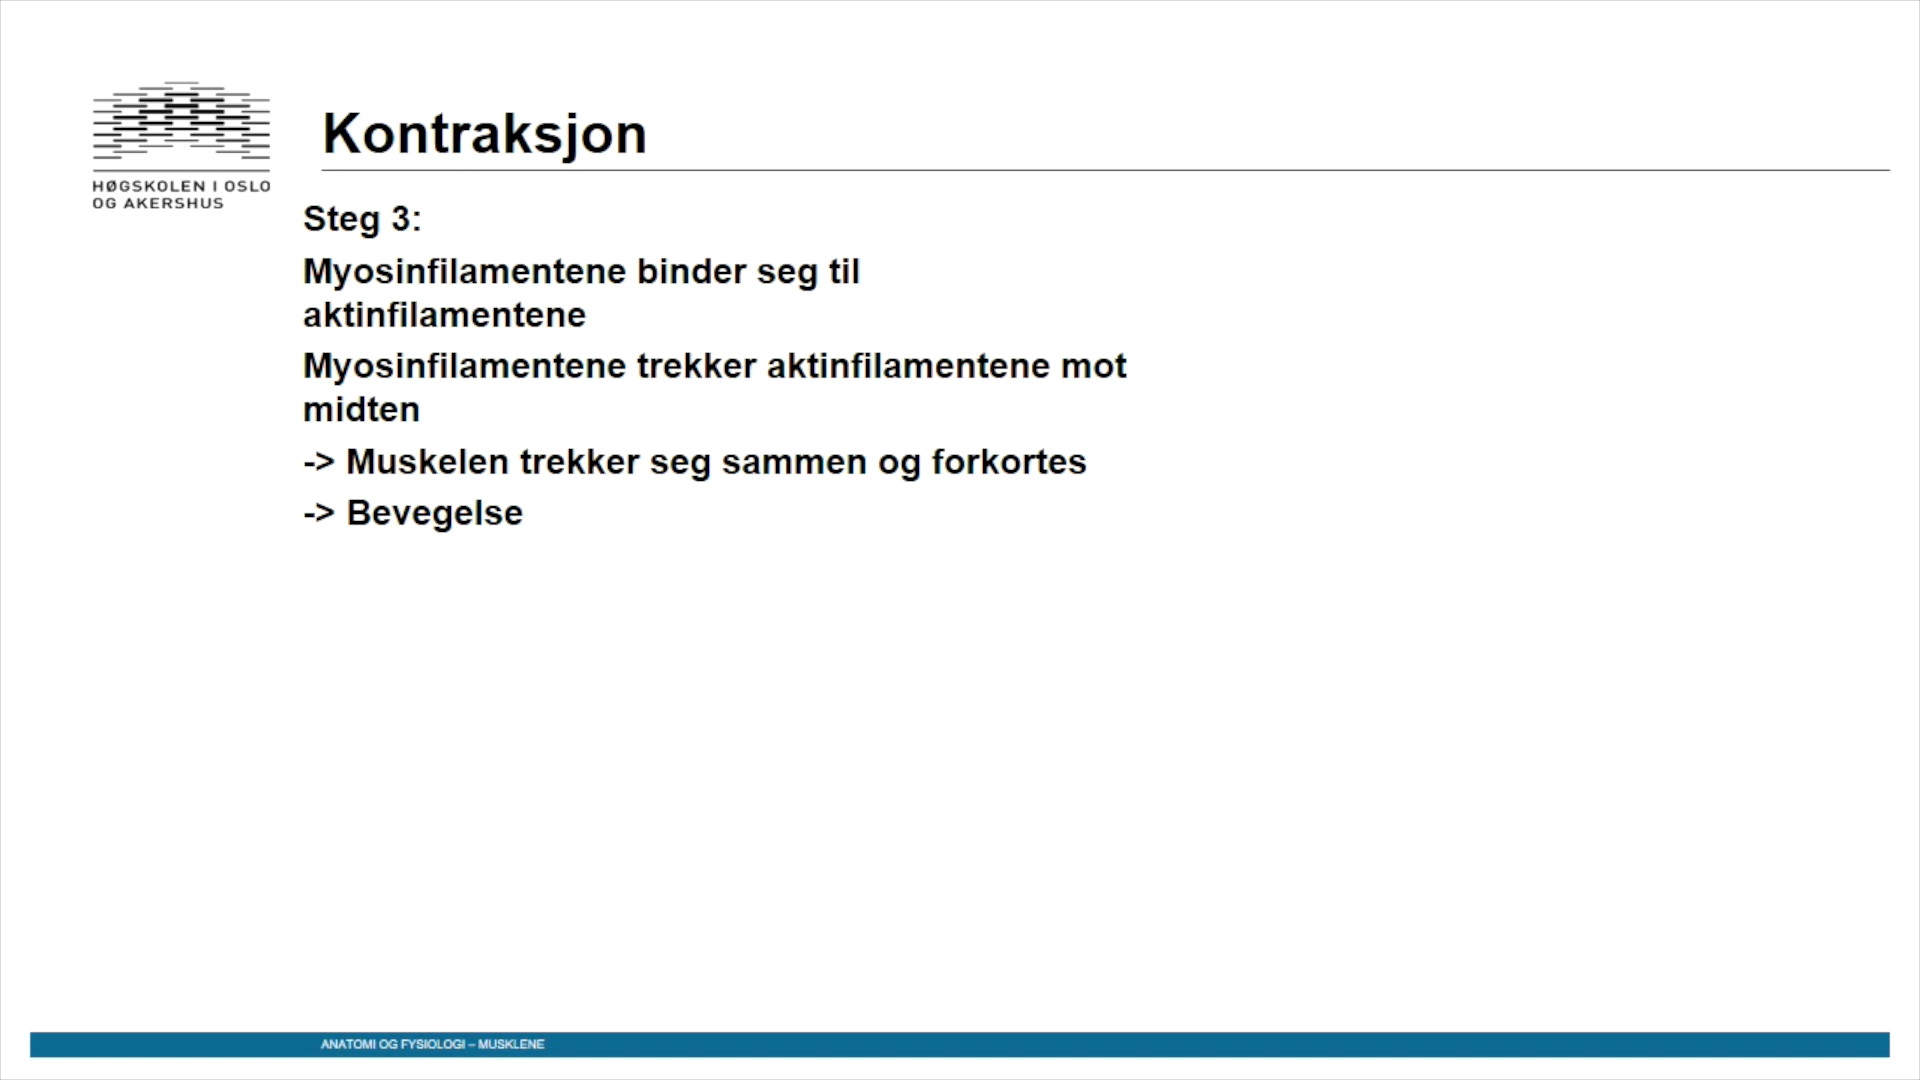 Kontraksjon
HØGSKOLEN I OSLO
OG AKERSHUS
Steg 3:
Myosinfilamentene binder seg til
aktinfilamentene
Myosinfilamentene trekker aktinfilamentene mot
midten
-> Muskelen trekker seg sammen og forkortes
-> Bevegelse
ANATOMI OG FYSIOLOGI – MUSKLENE